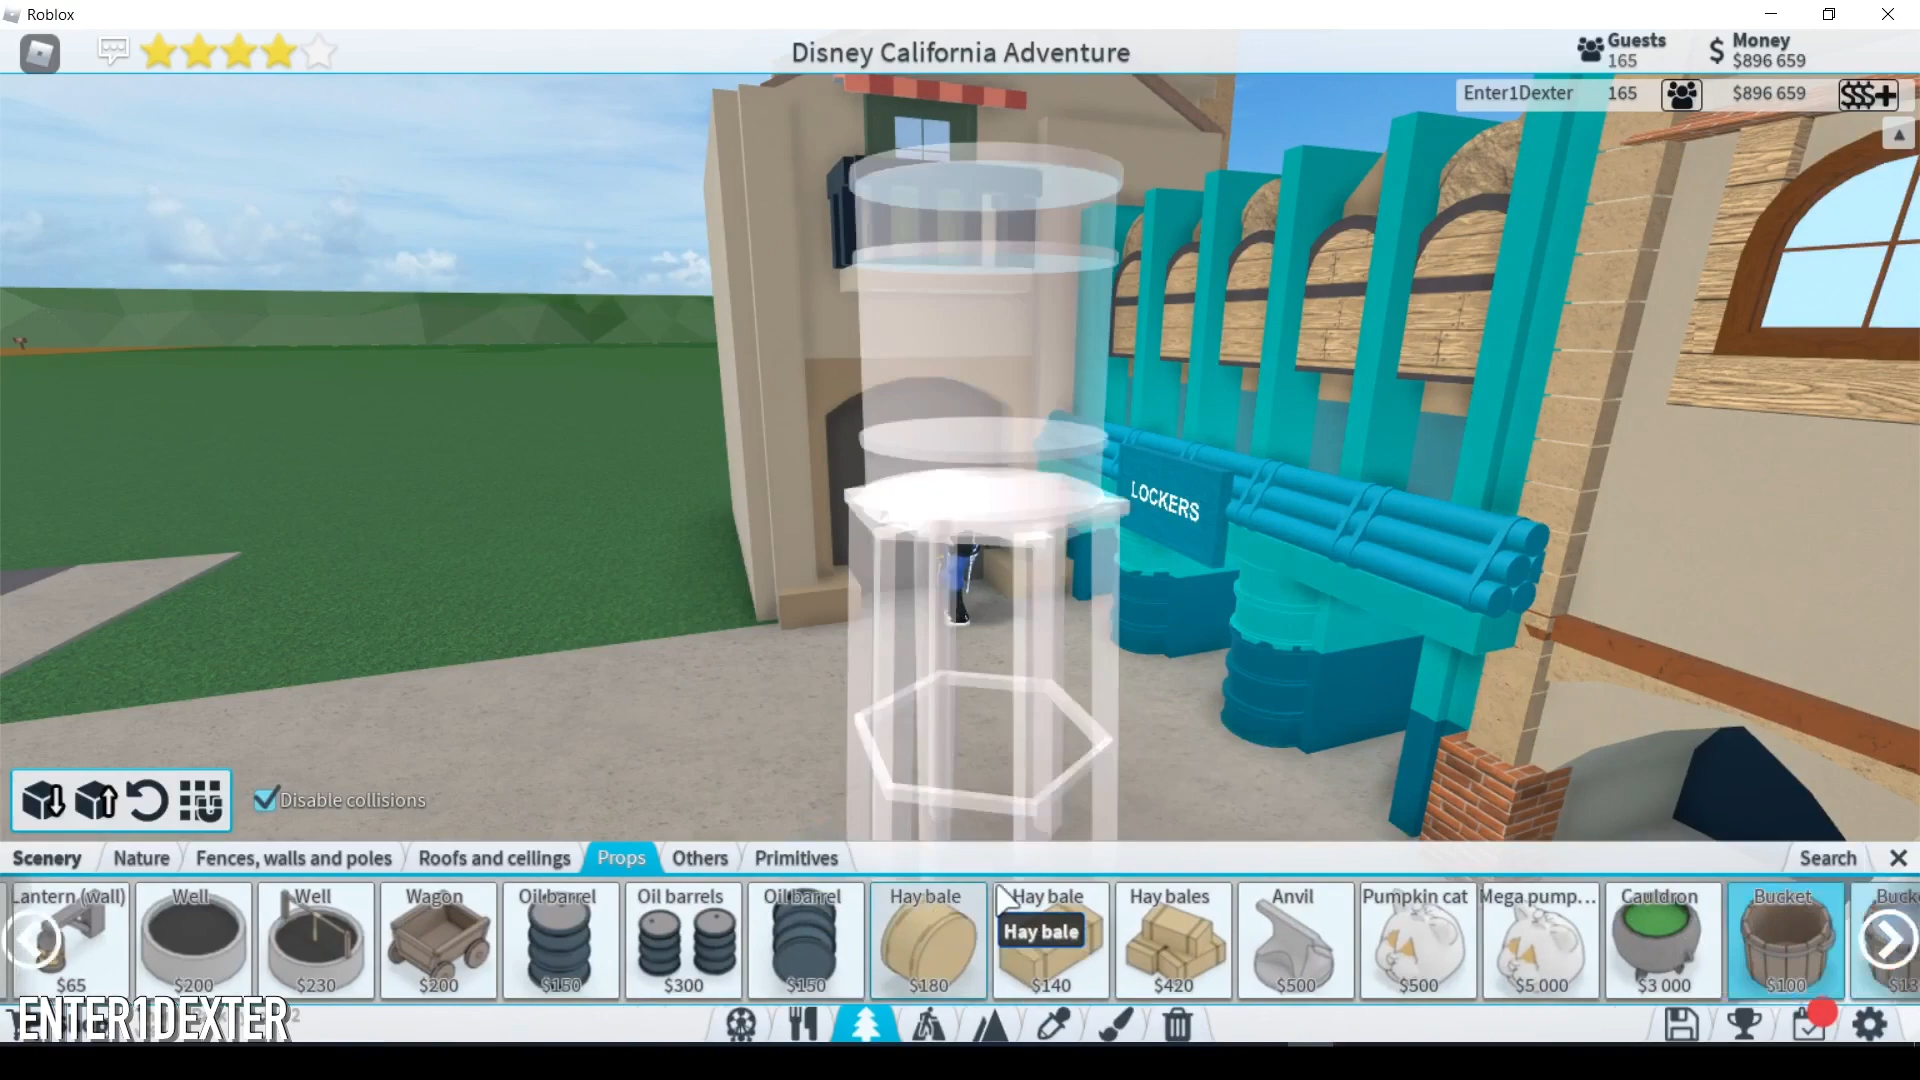 Roblox
Disney California Adventure
Guests
165
Money
$896 659
Enter1Dexter 165 $896 659
$$$+
LOCKERS
Disable collisions
Scenery Nature Fences, walls and poles Roofs and ceilings Props Others Primitives Search
Lantern (wall) Well Well Wagon Oil barrel Oil barrels Oil barrel Hay bale Hay bale Hay bales Anvil Pumpkin cat Mega pump... Cauldron Bucket Buck
Hay bale
$65 $200 $230 $200 $150 $300 $150 $180 $140 $420 $500 $500 $5 000 $3 000 $100
ENTER1DEXTER